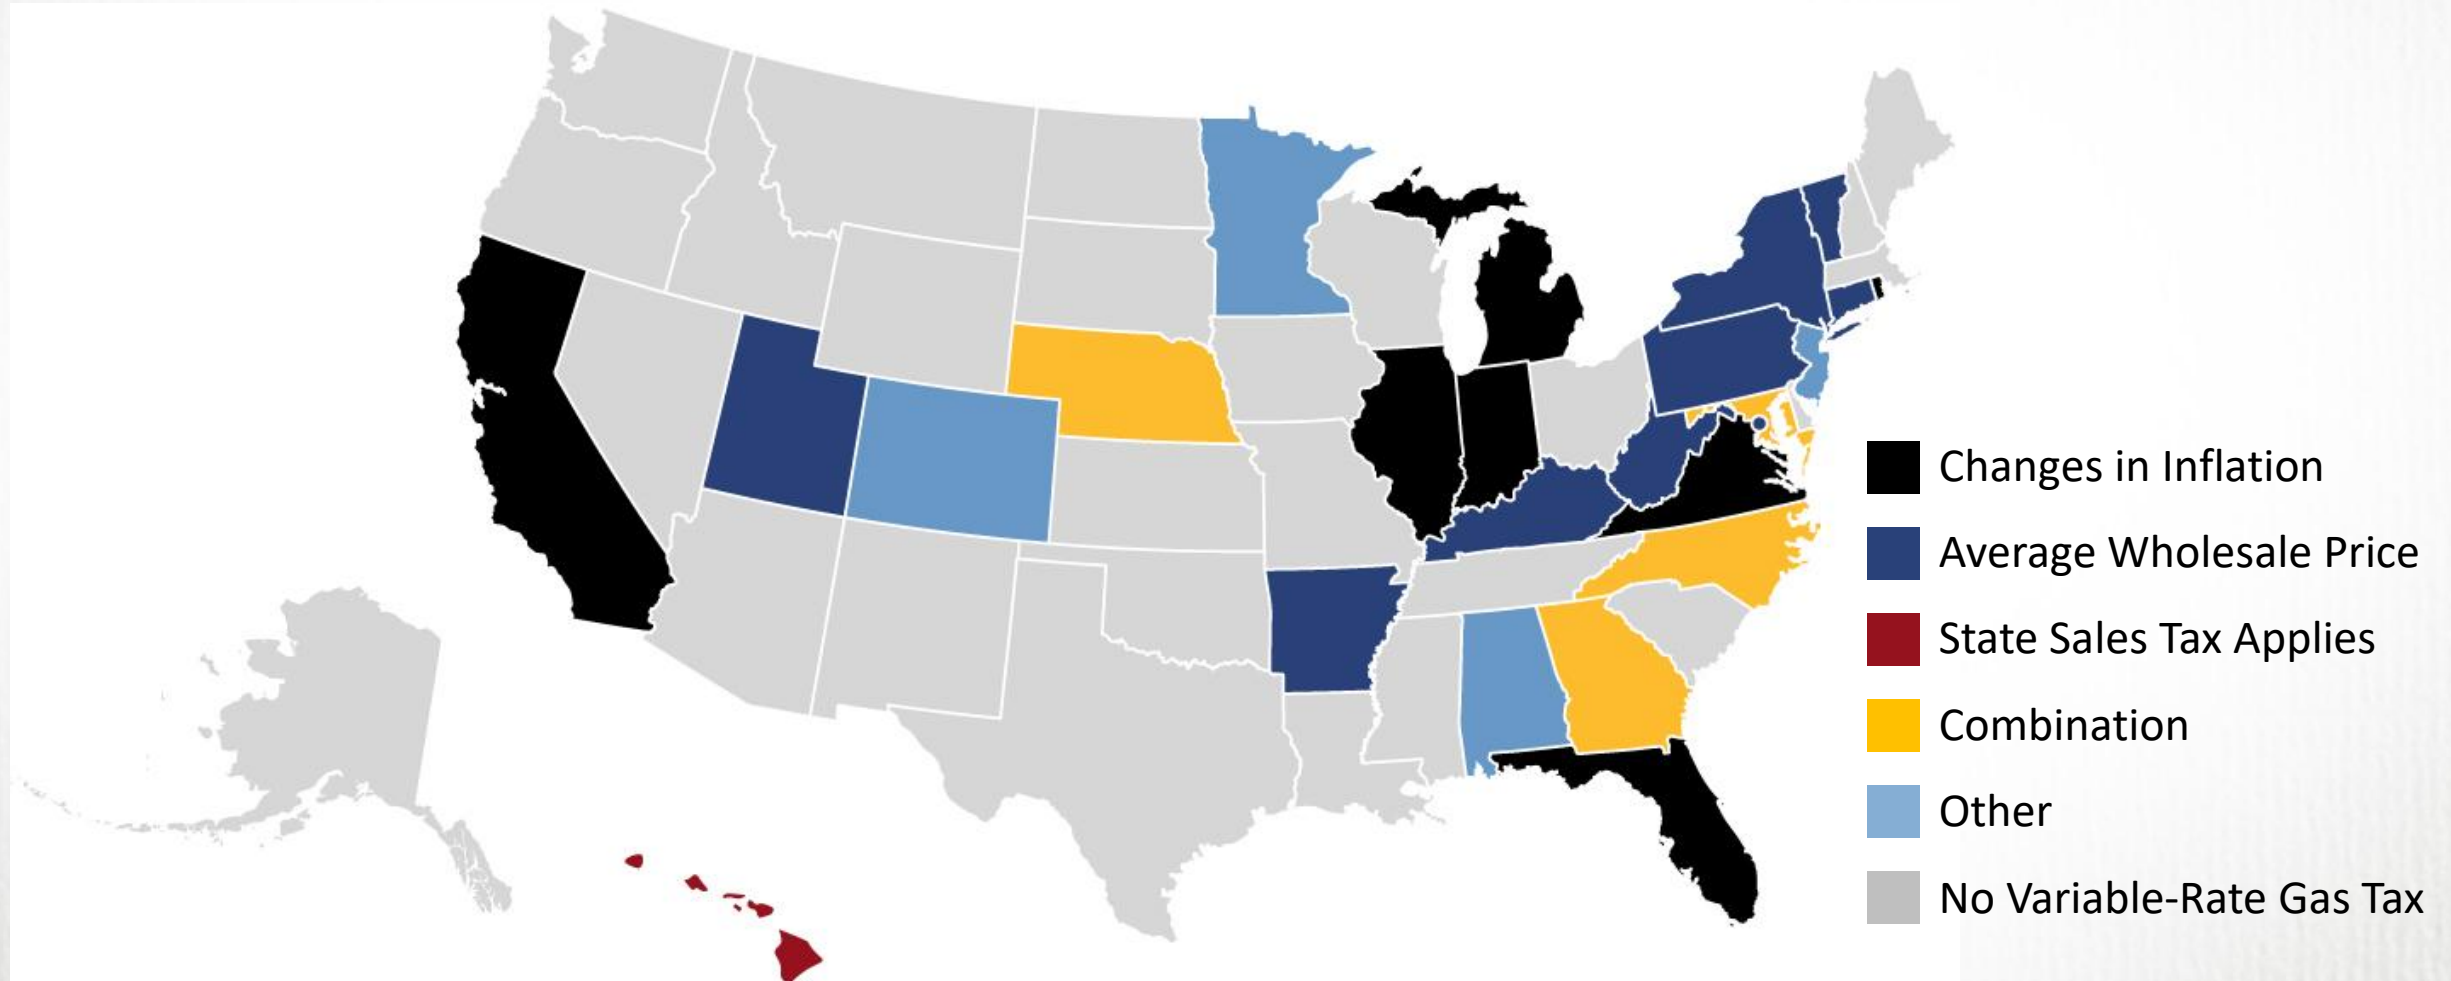 Changes in Inflation
Average Wholesale Price
State Sales Tax Applies
Combination
Other
No Variable-Rate Gas Tax